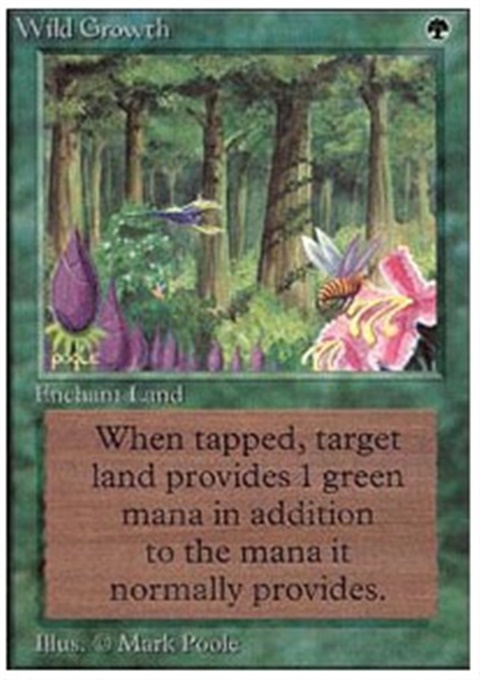 Wild Growth
POOLE
Enchant Land
When tapped, target
land provides 1 green
mana in addition
to the mana it
normally provides.
Illus. © Mark Poole